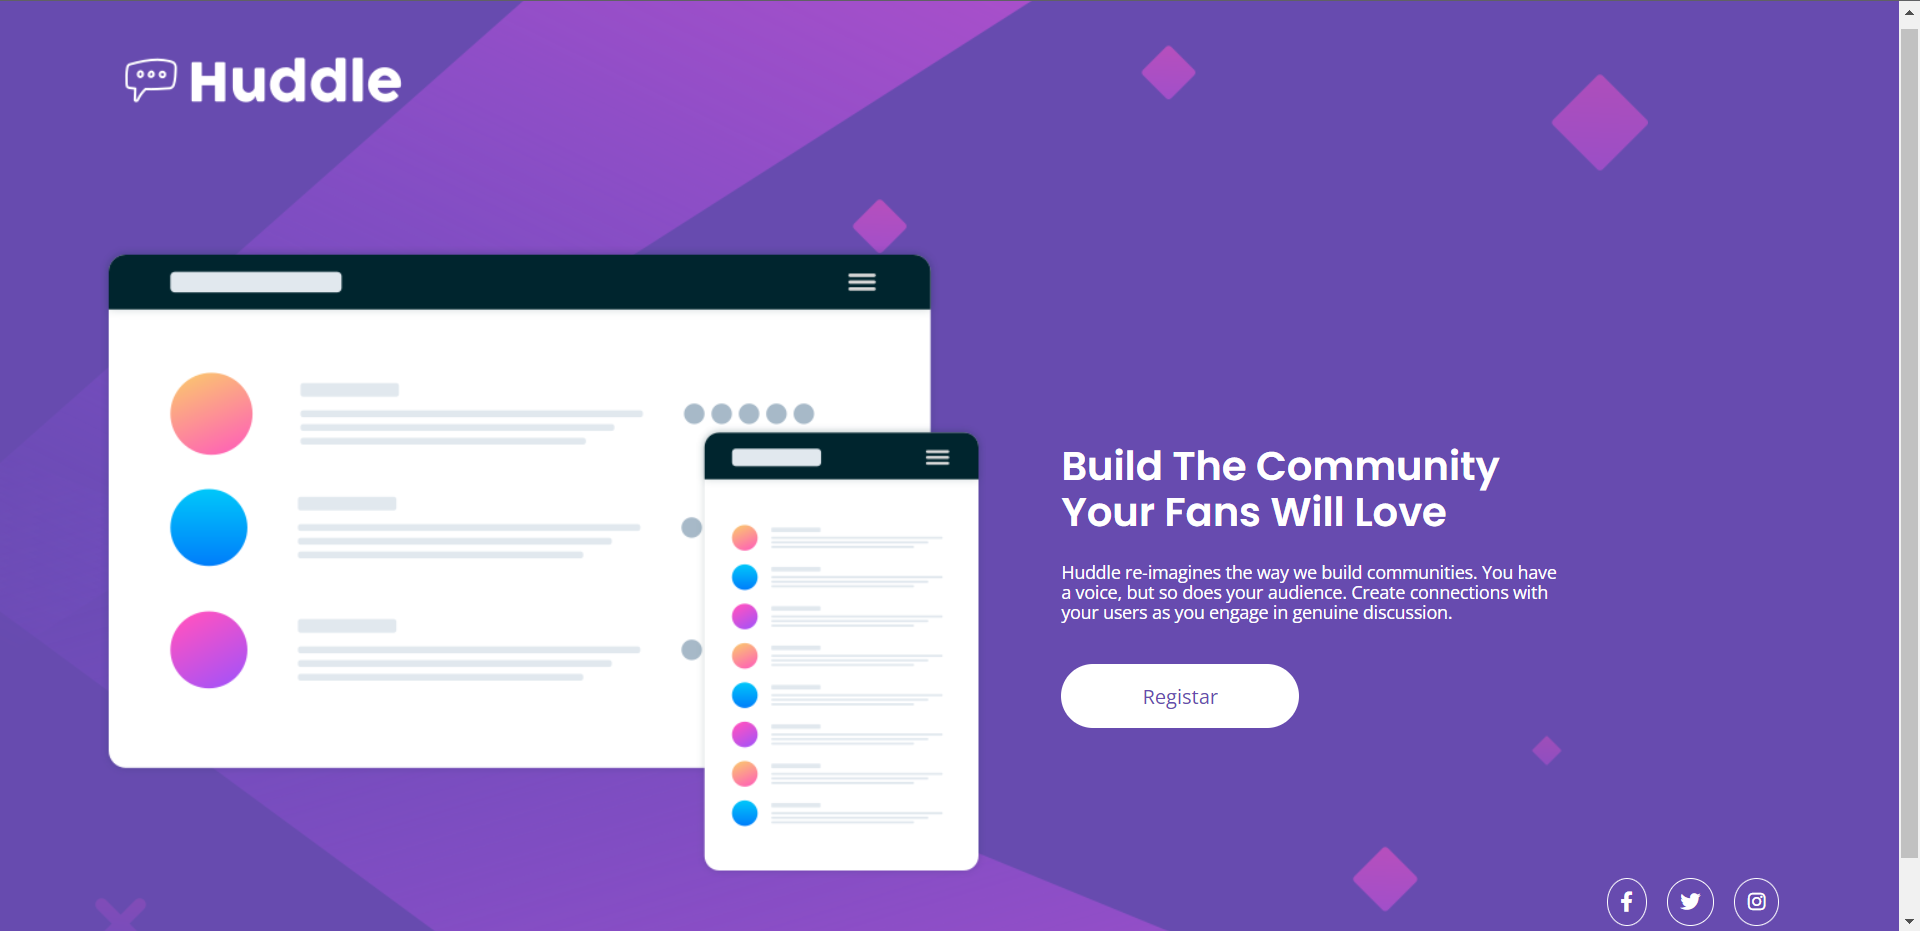 Huddle
Build The Community
Your Fans Will Love
Huddle re-imagines the way we build communities. You have
a voice, but so does your audience. Create connections with
your users as you engage in genuine discussion.
Registar